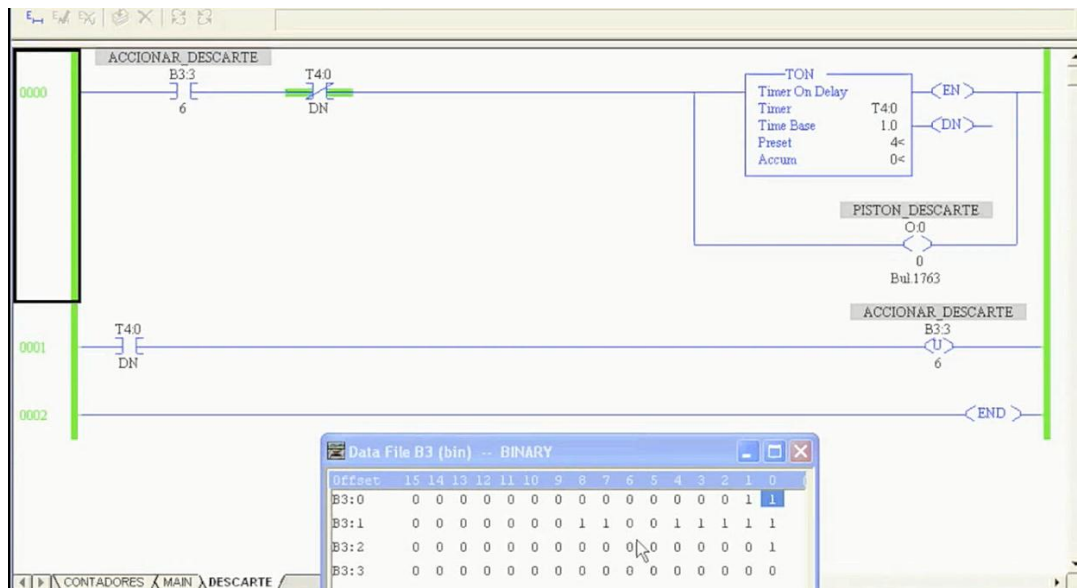 ACCIONAR_DESCARTE
B3:3
6
T4:0
DN
0000
TON
Timer On Delay
Timer T4:0
Time Base 1.0
Preset 4<
Accum 0<
EN
DN
PISTON_DESCARTE
O:0
0
Bul.1763
ACCIONAR_DESCARTE
B3:3
U
6
0001
T4:0
DN
0002
END
Data File B3 (bin) -- BINARY
Offset 15 14 13 12 11 10 9 8 7 6 5 4 3 2 1 0
B3:0 0 0 0 0 0 0 0 0 0 0 0 0 0 0 1 1
B3:1 0 0 0 0 0 0 0 1 1 0 0 1 1 1 1 1
B3:2 0 0 0 0 0 0 0 0 0 0 0 0 0 0 0 1
B3:3 0 0 0 0 0 0 0 0 0 0 0 0 0 0 0 0
CONTADORES MAIN DESCARTE